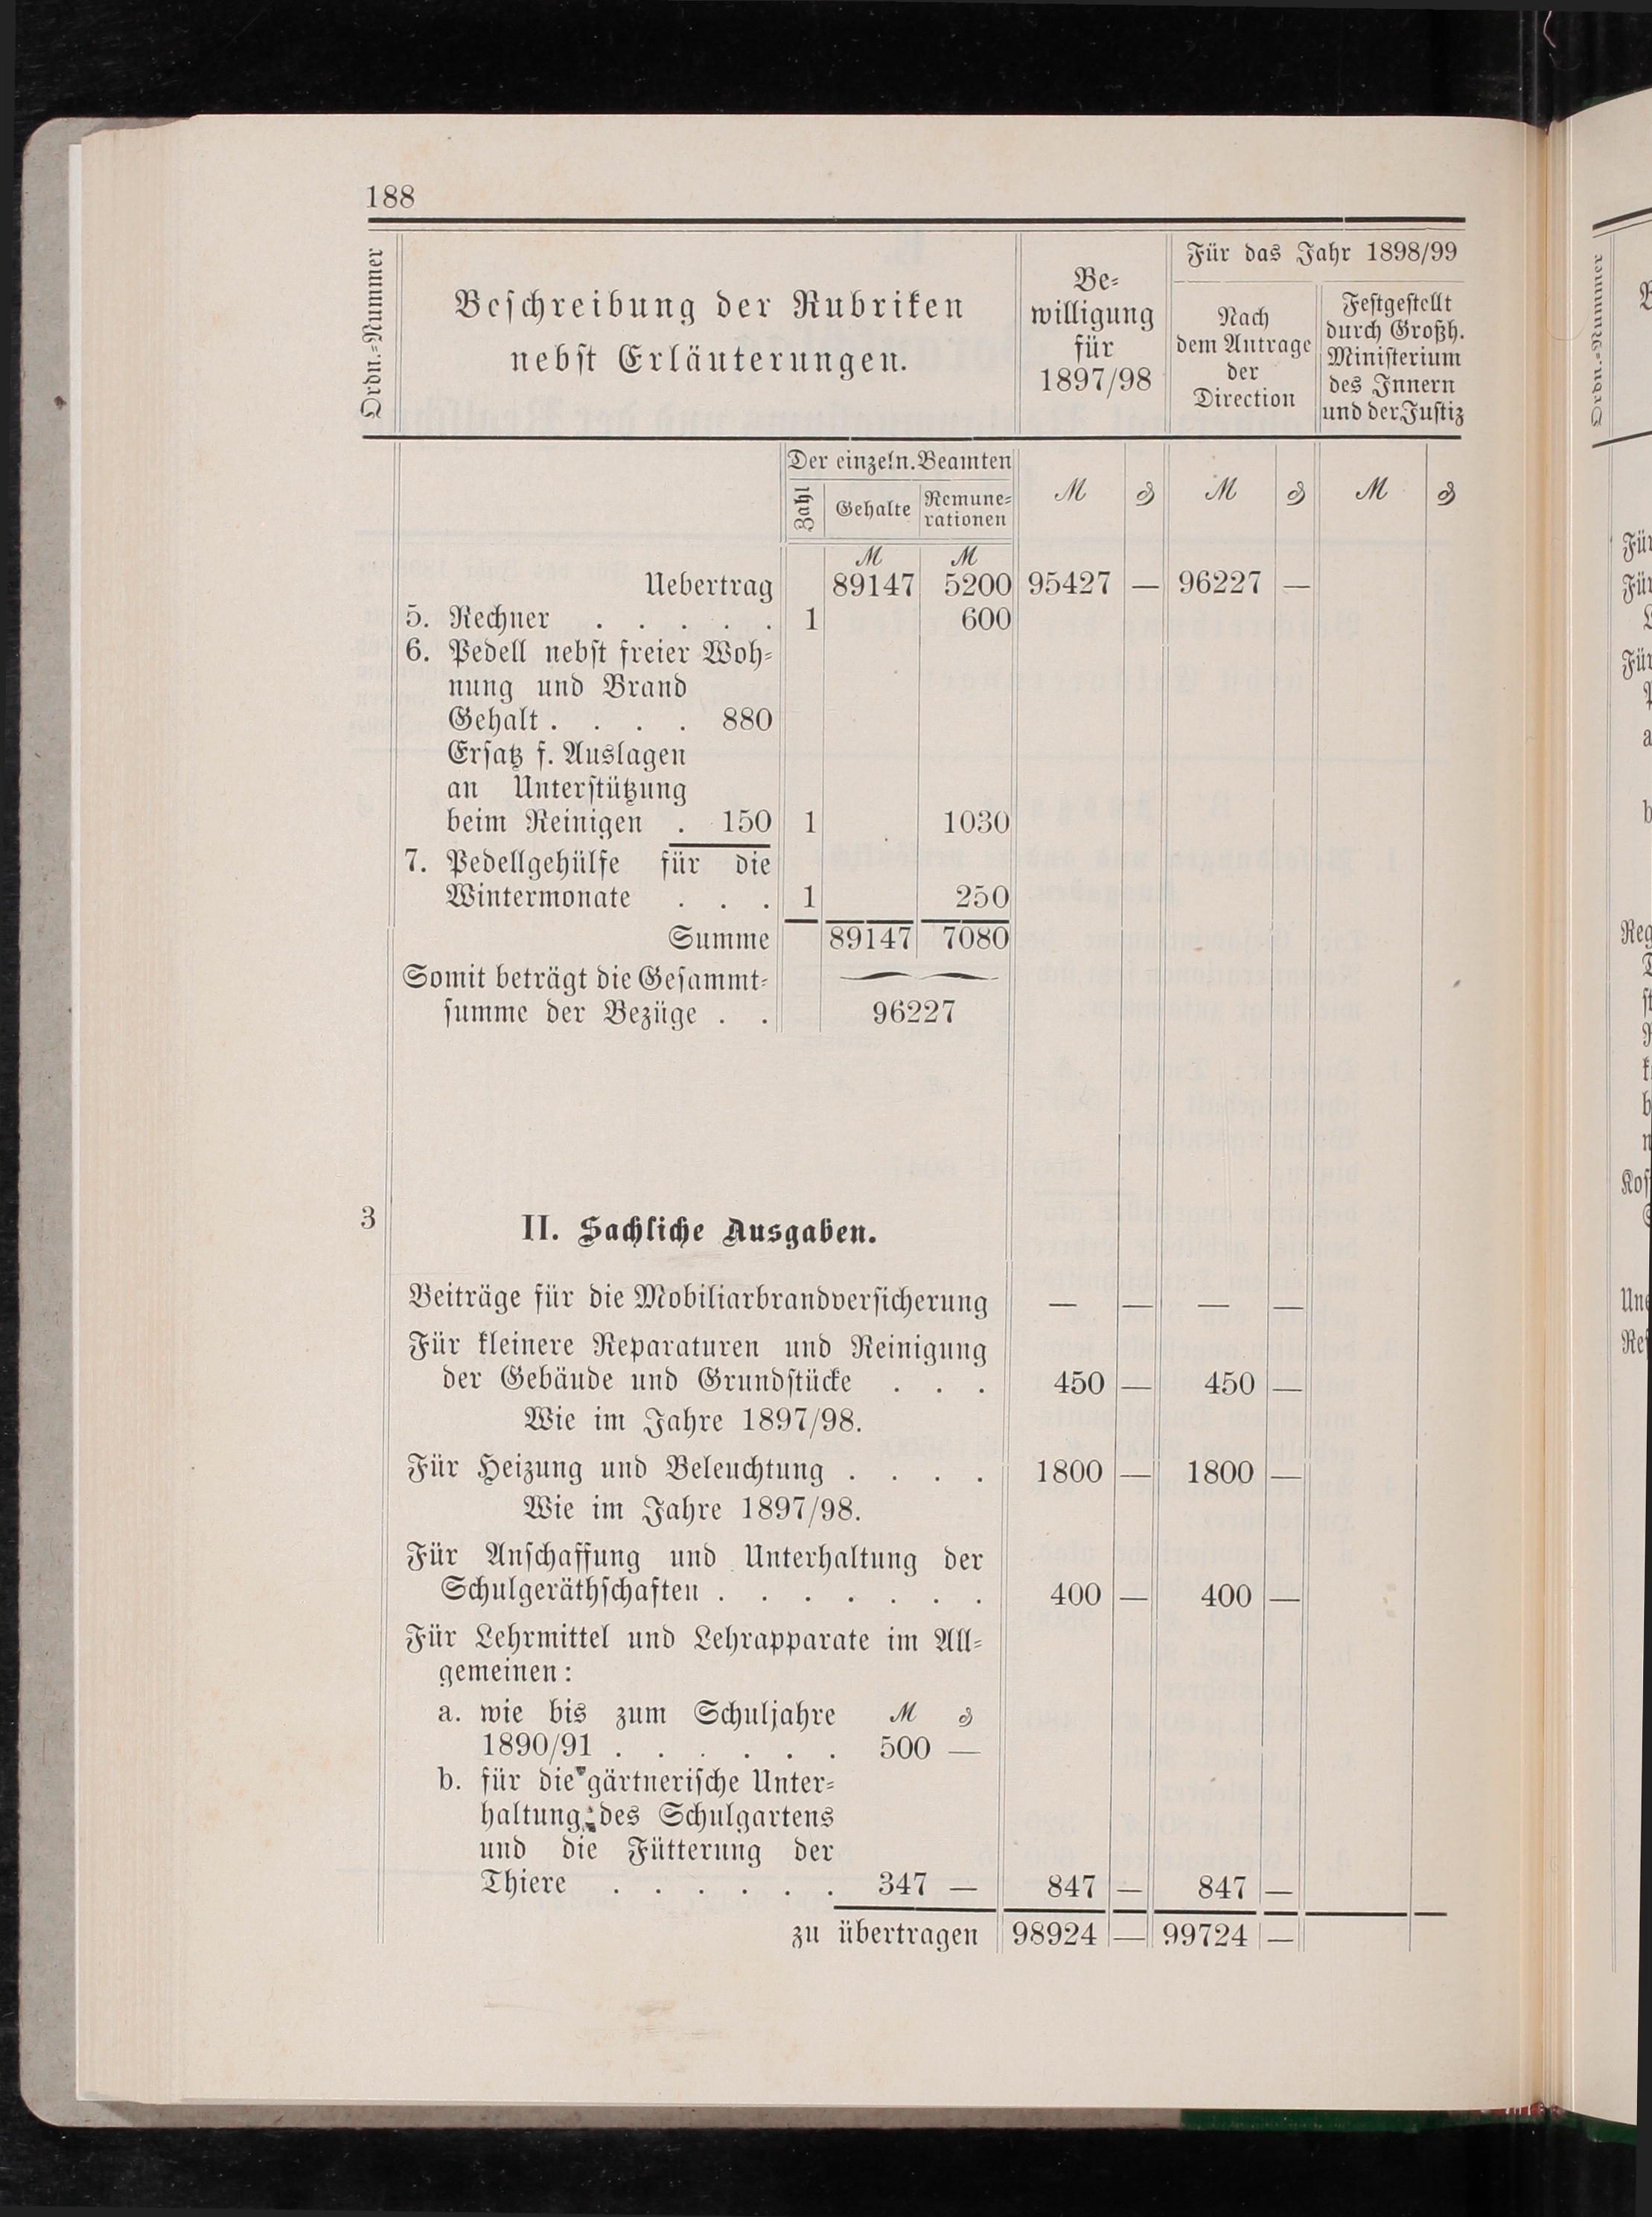 188
Ordn.-Nummer
Beschreibung der Rubriken
nebst Erläuterungen.
Be-
willigung
für
1897/98
Für das Jahr 1898/99
Nach
dem Antrage
der
Direction
Festgestellt
durch Großh.
Ministerium
des Innern
und der Justiz
Der einzeln. Beamten
Zahl Gehalte Remune-
rationen
M ₰ M ₰ M ₰
M M
Uebertrag 89147 5200 95427 — 96227 —
5. Rechner . . . . . 1 600
6. Pedell nebst freier Woh-
nung und Brand
Gehalt . . . . 880
Ersatz f. Auslagen
an Unterstützung
beim Reinigen . 150 1 1030
7. Pedellgehülfe für die
Wintermonate . . . 1 250
Summe 89147 7080
Somit beträgt die Gesammt-
summe der Bezüge . . 96227
3 II. Sachliche Ausgaben.
Beiträge für die Mobiliarbrandversicherung — — — —
Für kleinere Reparaturen und Reinigung
der Gebäude und Grundstücke . . . 450 — 450 —
Wie im Jahre 1897/98.
Für Heizung und Beleuchtung . . . . 1800 — 1800 —
Wie im Jahre 1897/98.
Für Anschaffung und Unterhaltung der
Schulgeräthschaften . . . . . . . 400 — 400 —
Für Lehrmittel und Lehrapparate im All-
gemeinen:
a. wie bis zum Schuljahre M ₰
1890/91 . . . . . . 500 —
b. für die gärtnerische Unter-
haltung des Schulgartens
und die Fütterung der
Thiere . . . . . . 347 — 847 — 847 —
zu übertragen 98924 — 99724 —
Ordn.-Nummer